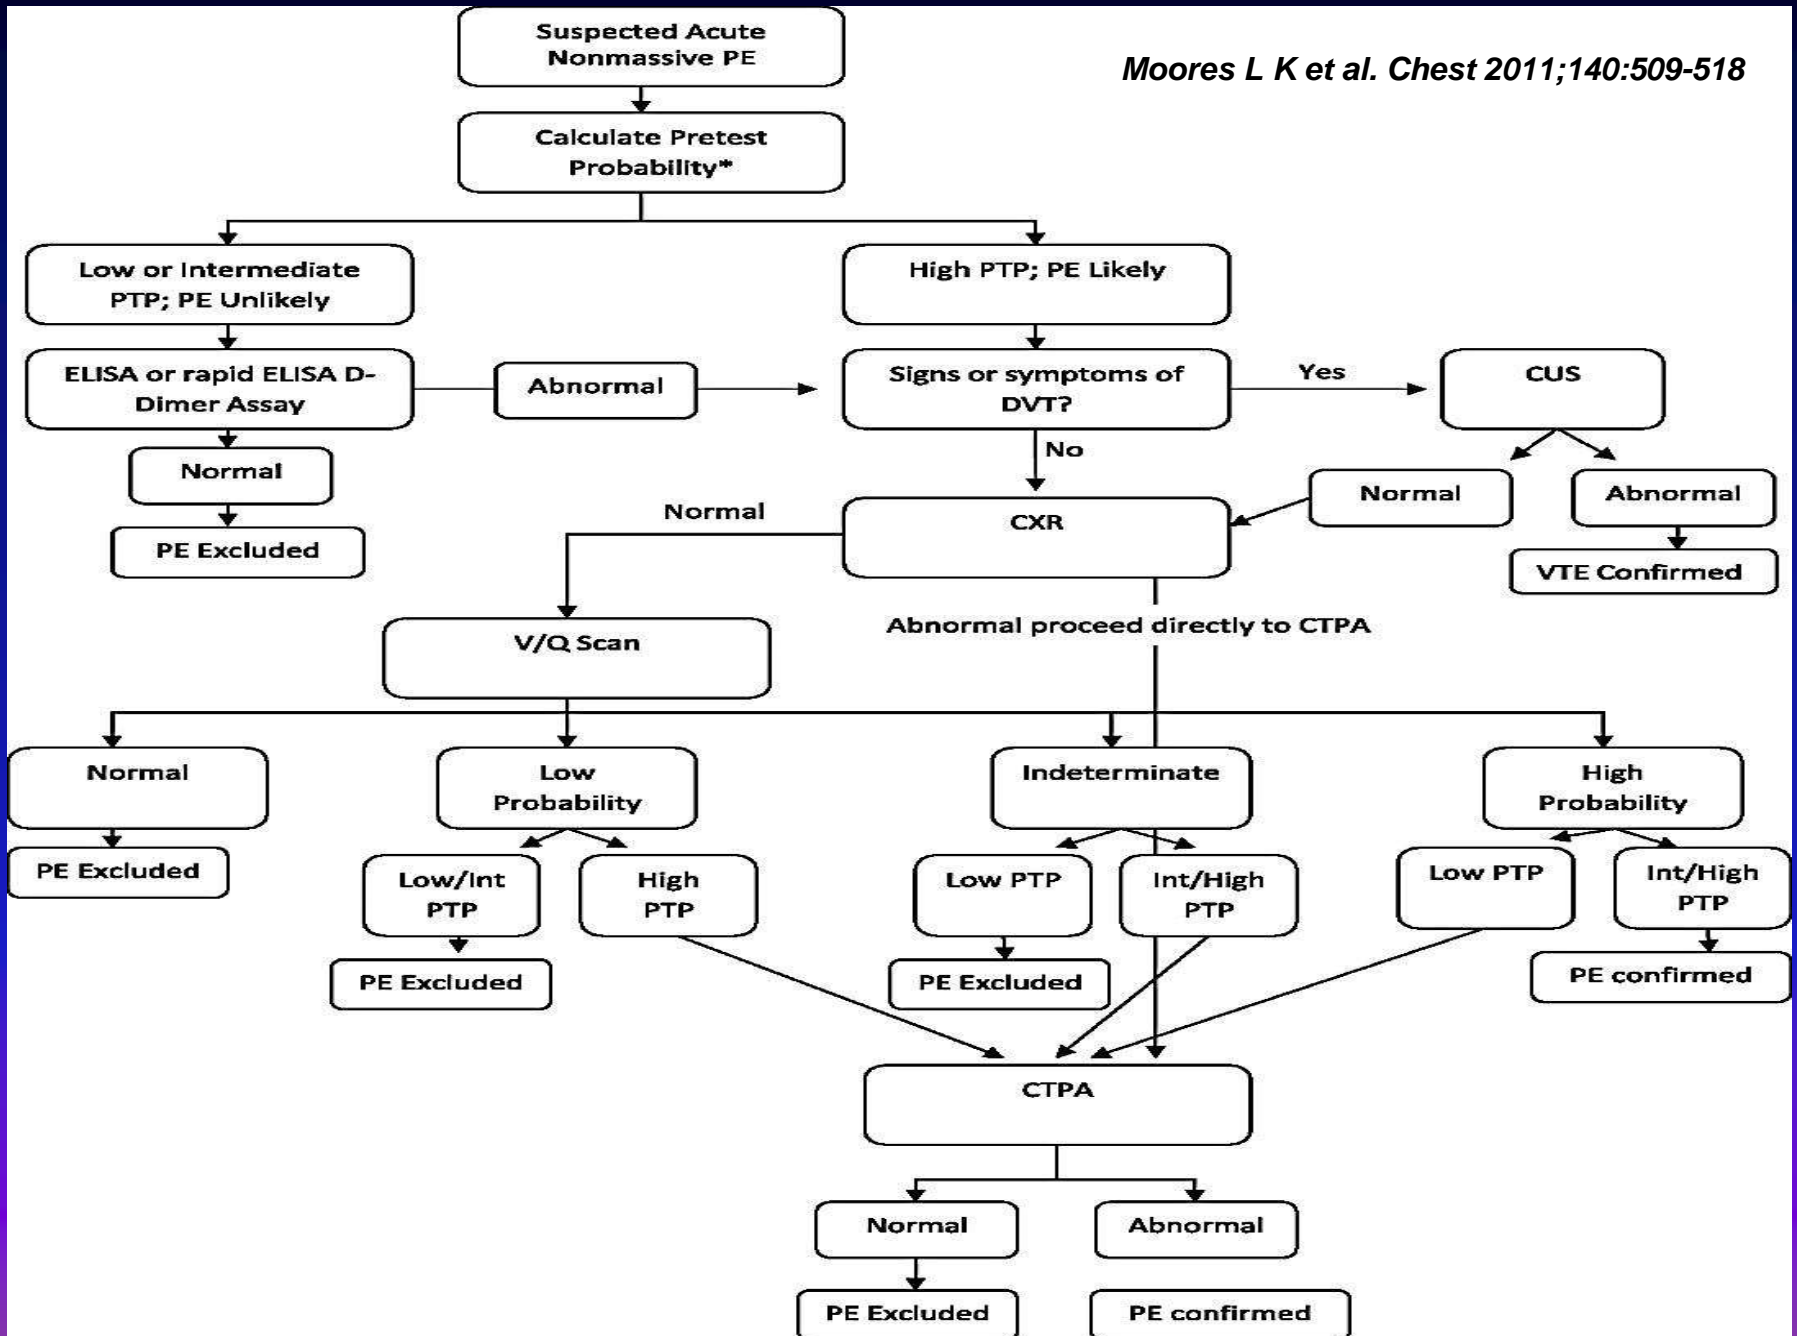 Suspected Acute
Nonmassive PE
Moores L K et al. Chest 2011;140:509-518
Calculate Pretest
Probability*
Low or Intermediate
PTP; PE Unlikely
High PTP; PE Likely
ELISA or rapid ELISA D-
Dimer Assay
Abnormal
Signs or symptoms of
DVT?
Yes
CUS
No
Normal
Normal
Abnormal
PE Excluded
Normal
CXR
VTE Confirmed
V/Q Scan
Abnormal proceed directly to CTPA
Normal
Low
Probability
Indeterminate
High
Probability
PE Excluded
Low/Int
PTP
High
PTP
Low PTP
Int/High
PTP
Low PTP
Int/High
PTP
PE Excluded
PE Excluded
PE confirmed
CTPA
Normal
Abnormal
PE Excluded
PE confirmed